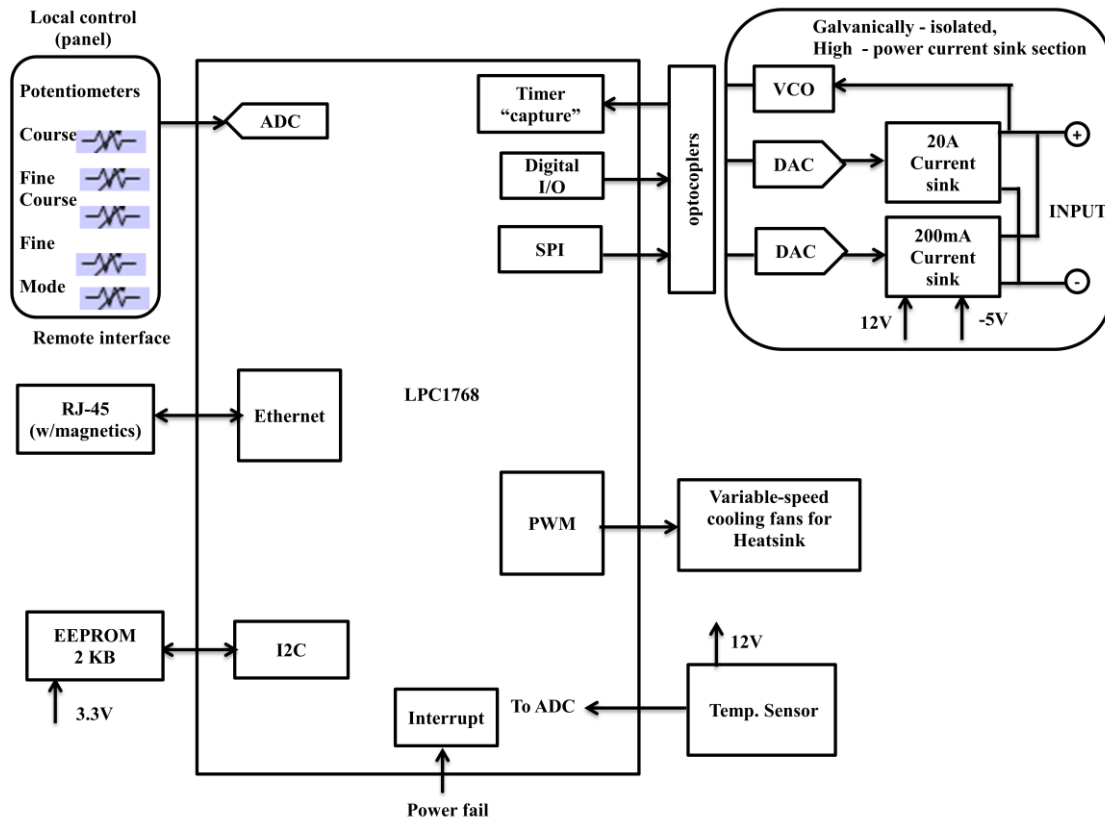 Local control
(panel)
Potentiometers
Course
Fine
Course
Fine
Mode
Remote interface
ADC
Timer
“capture”
Digital
I/O
SPI
optocoplers
Galvanically - isolated,
High - power current sink section
VCO
DAC
20A
Current
sink
DAC
200mA
Current
sink
+
INPUT
-
12V
-5V
RJ-45
(w/magnetics)
Ethernet
LPC1768
PWM
Variable-speed
cooling fans for
Heatsink
EEPROM
2 KB
3.3V
I2C
Interrupt
Power fail
To ADC
12V
Temp. Sensor